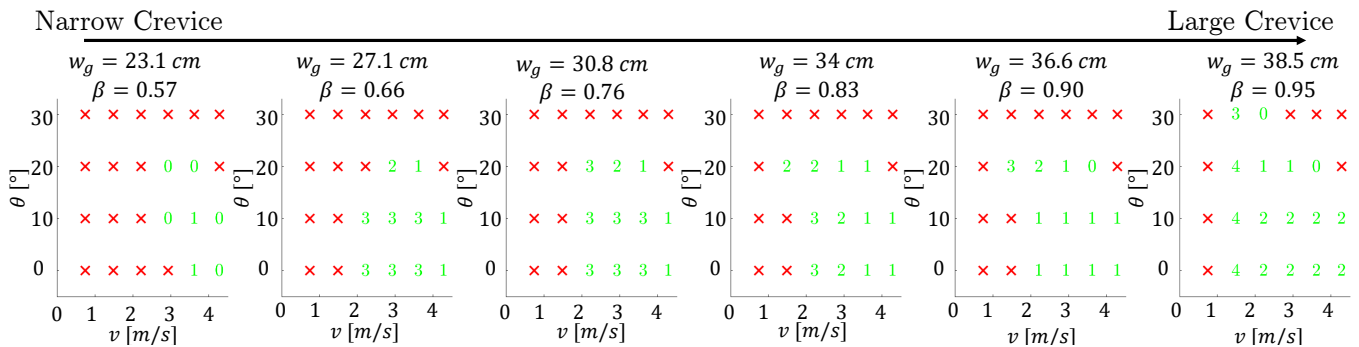 Narrow Crevice
Large Crevice
w_g = 23.1 cm
β = 0.57
w_g = 27.1 cm
β = 0.66
w_g = 30.8 cm
β = 0.76
w_g = 34 cm
β = 0.83
w_g = 36.6 cm
β = 0.90
w_g = 38.5 cm
β = 0.95
θ [°]
30 × × × × × ×
20 × × × 0 0 ×
10 × × × 0 1 0
0 × × × × 1 0
0 1 2 3 4
v [m/s]
θ [°]
30 × × × × × ×
20 × × × 2 1 ×
10 × × 3 3 3 1
0 × × 3 3 3 1
0 1 2 3 4
v [m/s]
θ [°]
30 × × × × × ×
20 × × 3 2 1 ×
10 × × 3 3 3 1
0 × × 3 3 3 1
0 1 2 3 4
v [m/s]
θ [°]
30 × × × × × ×
20 × 2 2 1 1 ×
10 × × 3 2 1 1
0 × × 3 2 1 1
0 1 2 3 4
v [m/s]
θ [°]
30 × × × × × ×
20 × 3 2 1 0 ×
10 × × 1 1 1 1
0 × × 1 1 1 1
0 1 2 3 4
v [m/s]
θ [°]
30 × 3 0 × × ×
20 × 4 1 1 0 ×
10 × 4 2 2 2 2
0 × 4 2 2 2 2
0 1 2 3 4
v [m/s]